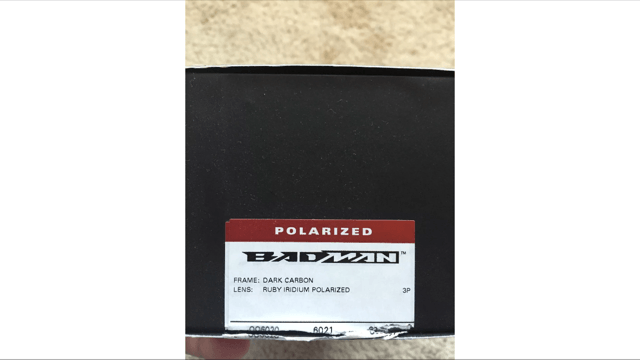 POLARIZED
BADMAN™
FRAME: DARK CARBON
LENS: RUBY IRIDIUM POLARIZED 3P
6021